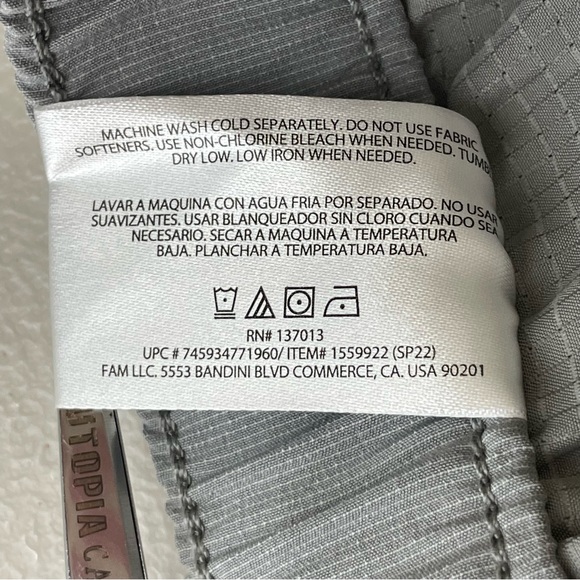 MACHINE WASH COLD SEPARATELY. DO NOT USE FABRIC
SOFTENERS. USE NON-CHLORINE BLEACH WHEN NEEDED. TUMB
DRY LOW. LOW IRON WHEN NEEDED.
LAVAR A MAQUINA CON AGUA FRIA POR SEPARADO. NO USAR
SUAVIZANTES. USAR BLANQUEADOR SIN CLORO CUANDO SEA
NECESARIO. SECAR A MAQUINA A TEMPERATURA
BAJA. PLANCHAR A TEMPERATURA BAJA.
RN# 137013
UPC # 745934771960/ ITEM# 1559922 (SP22)
FAM LLC. 5553 BANDINI BLVD COMMERCE, CA. USA 90201